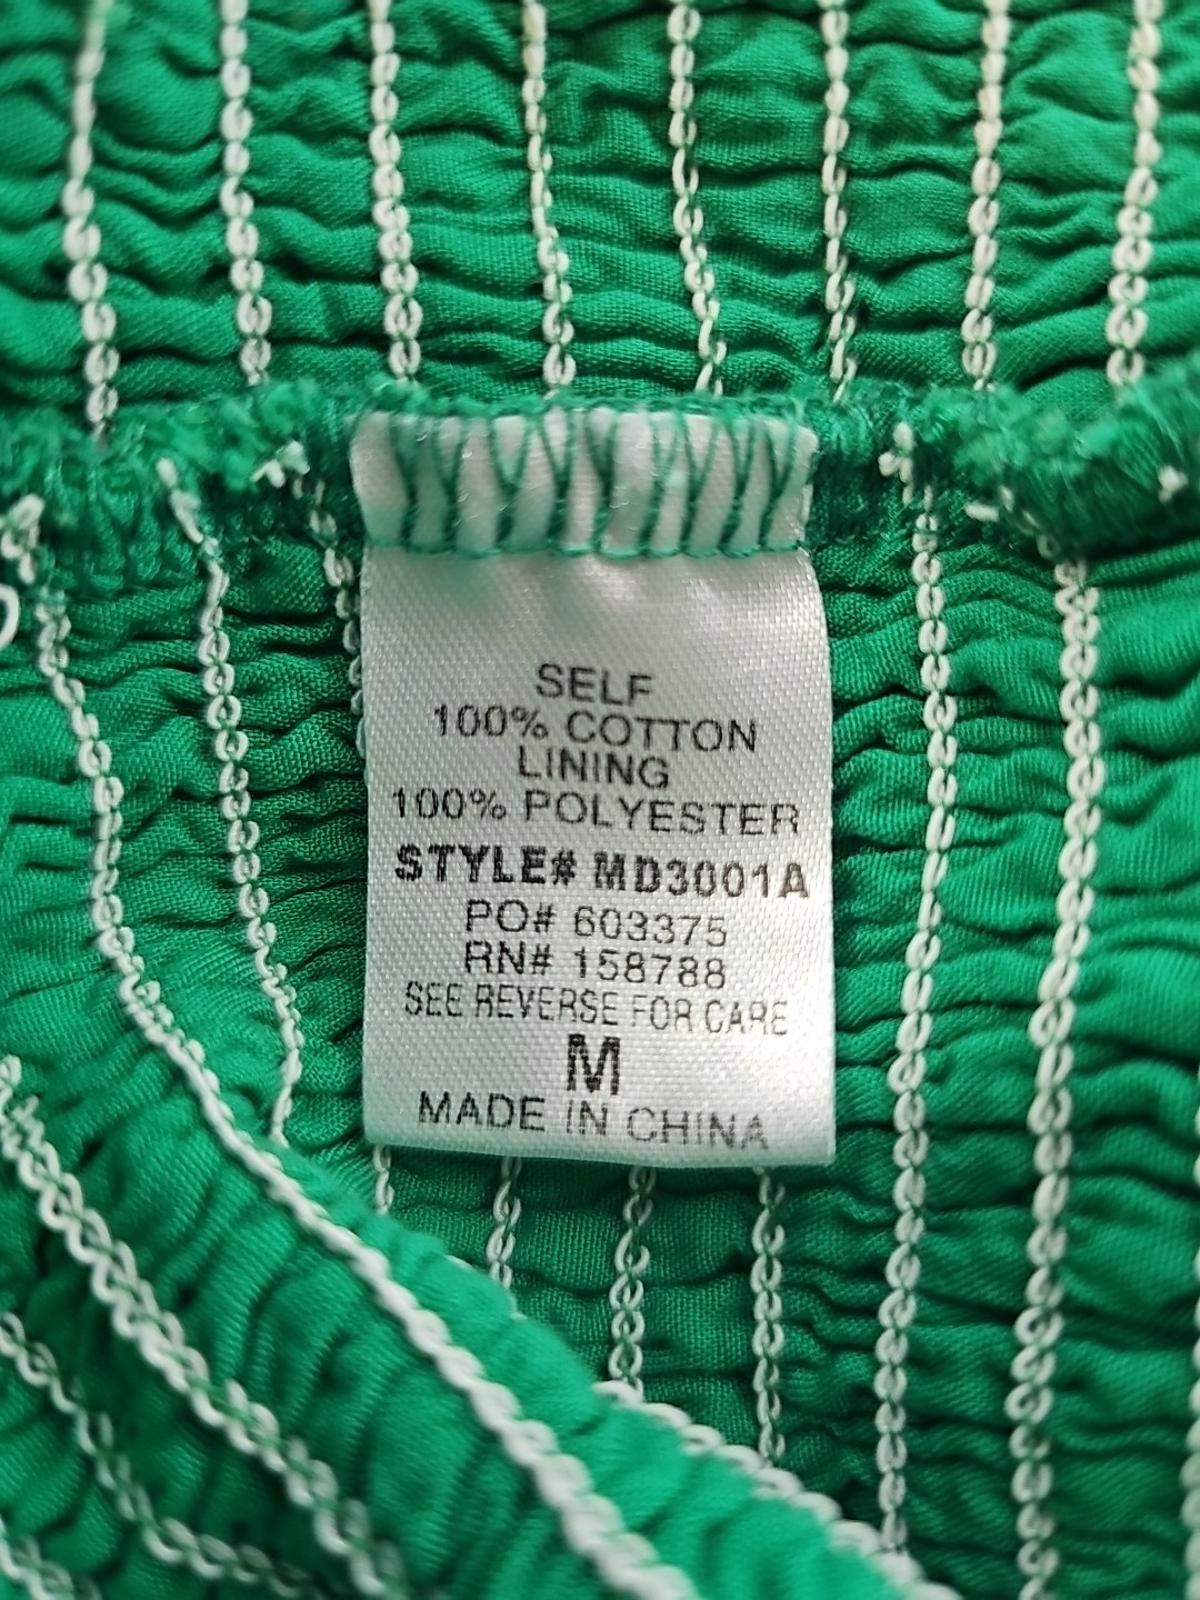 SELF
100% COTTON
LINING
100% POLYESTER
STYLE# MD3001A
PO# 603375
RN# 158788
SEE REVERSE FOR CARE
M
MADE IN CHINA